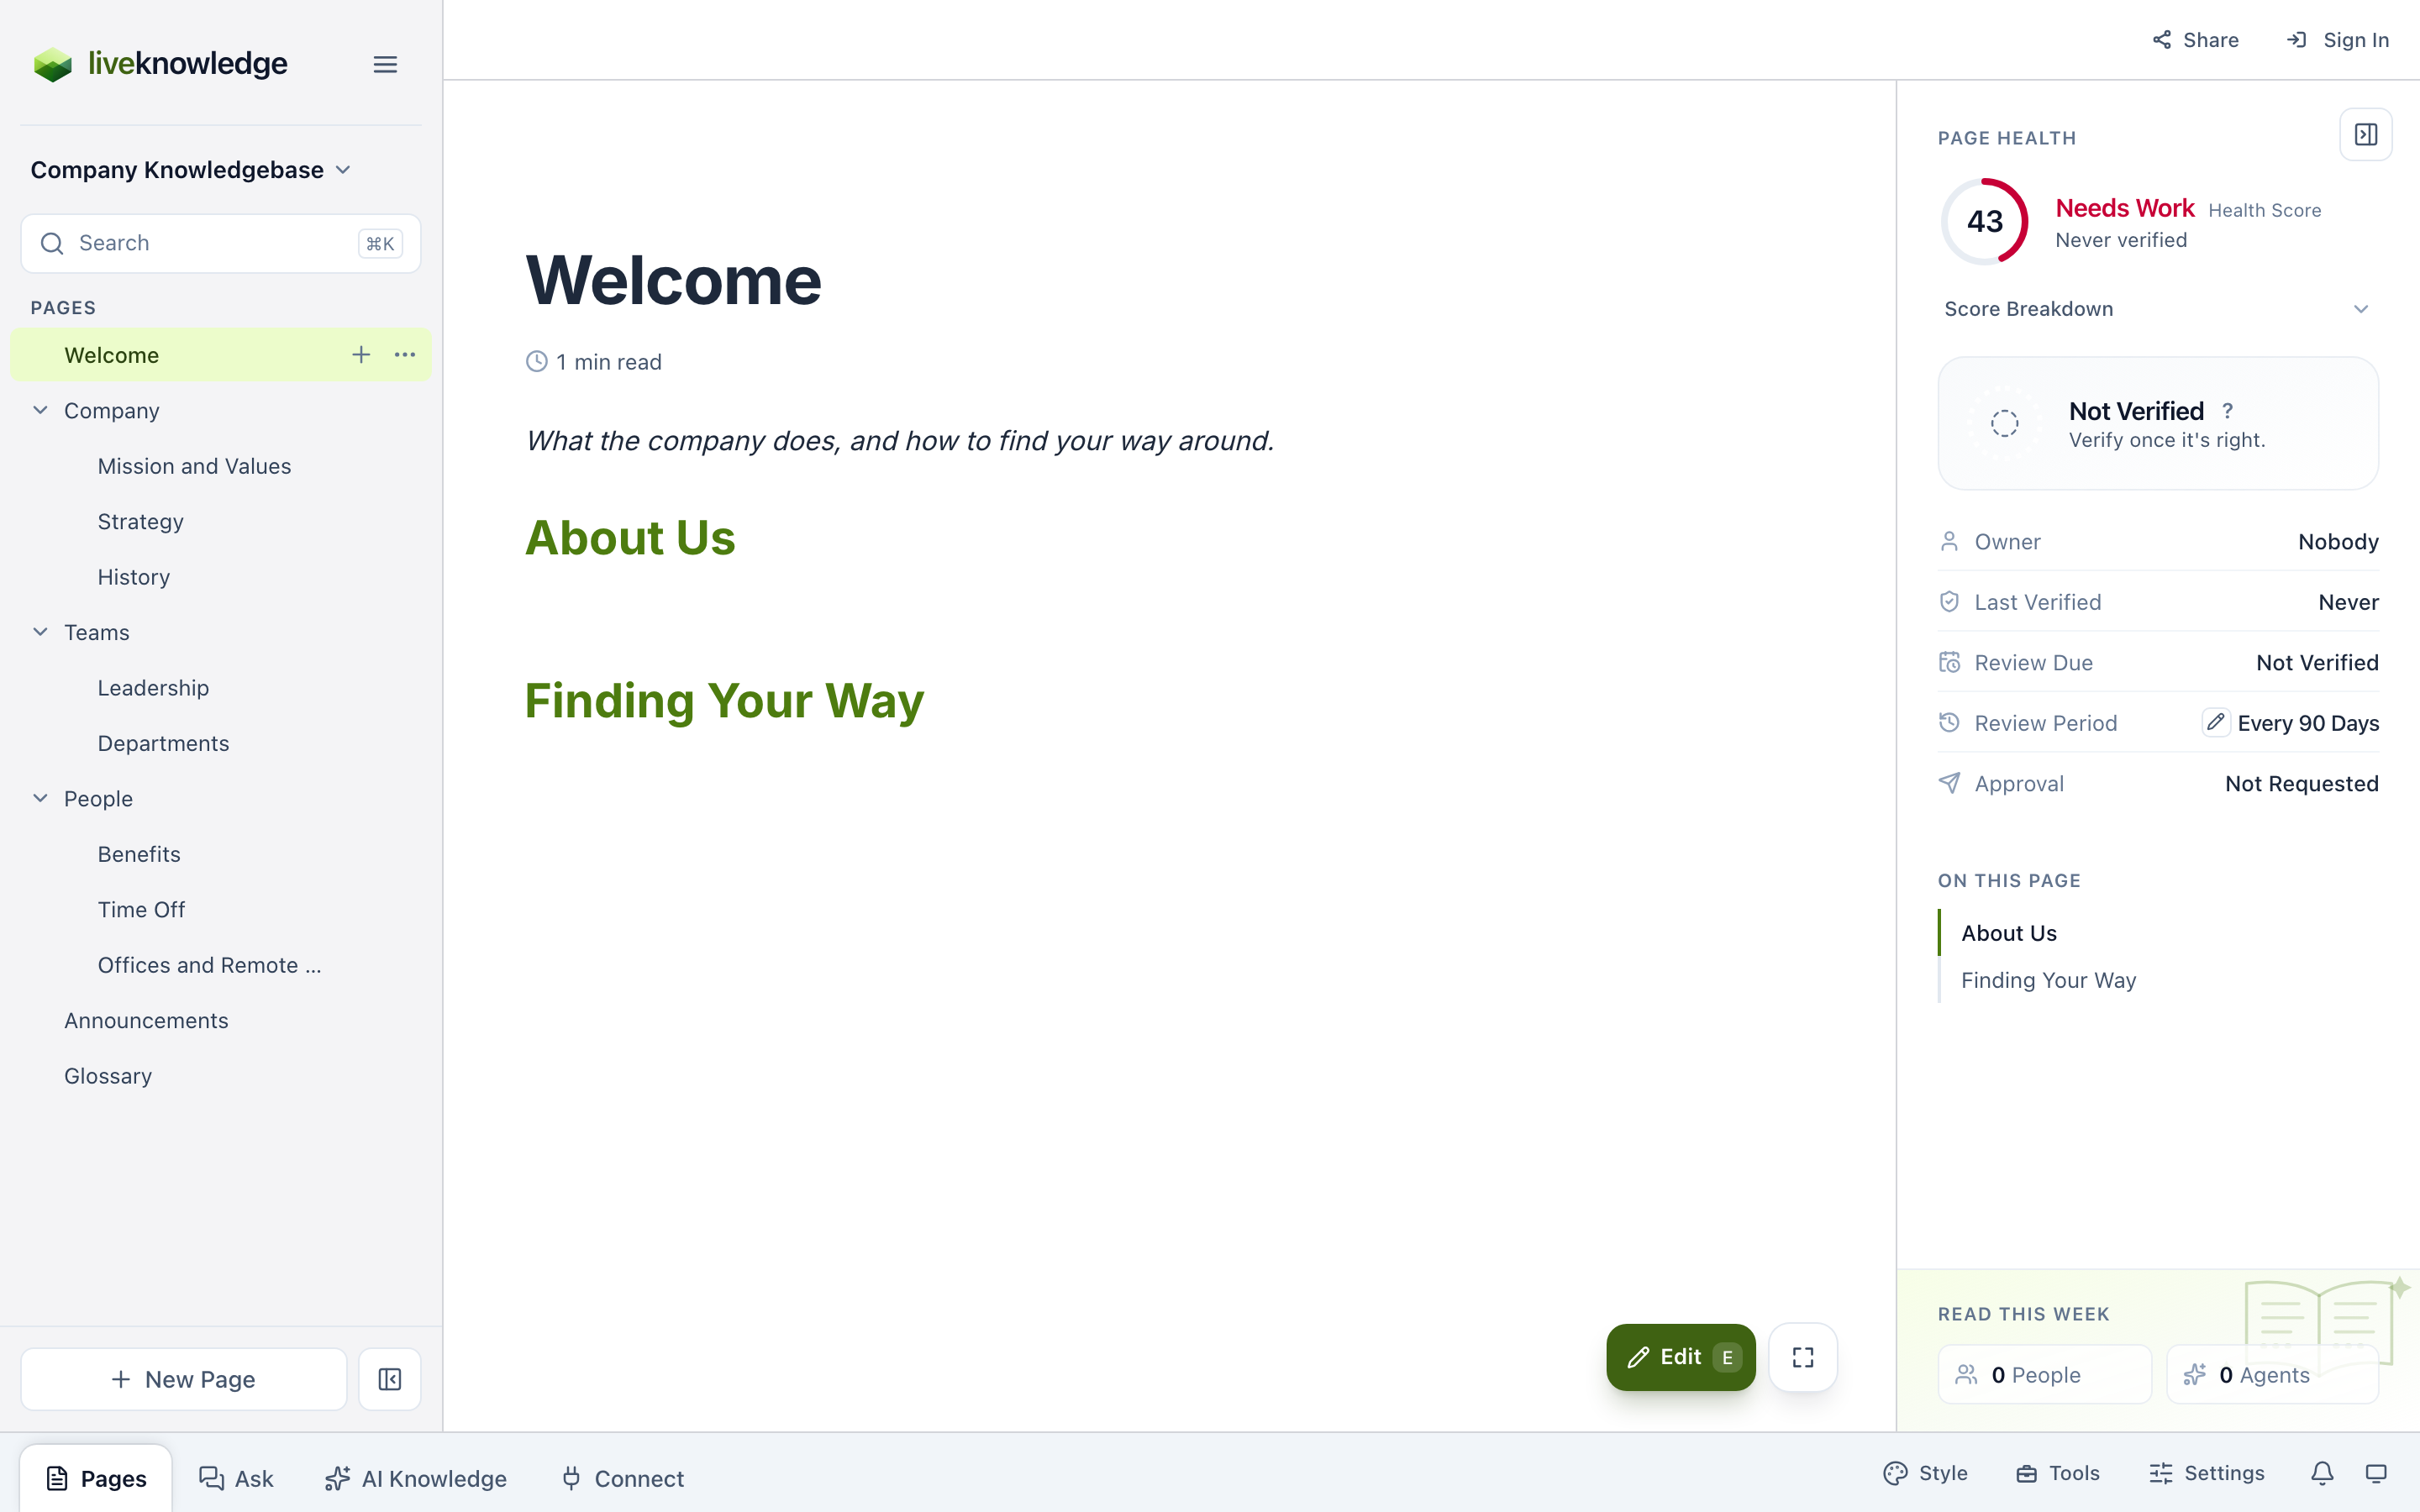 liveknowledge
Share
Sign In
Company Knowledgebase
Search
⌘K
PAGES
Welcome
Company
Mission and Values
Strategy
History
Teams
Leadership
Departments
People
Benefits
Time Off
Offices and Remote ...
Announcements
Glossary
New Page
Welcome
1 min read
What the company does, and how to find your way around.
About Us
Finding Your Way
Edit E
PAGE HEALTH
43
Needs Work Health Score
Never verified
Score Breakdown
Not Verified ?
Verify once it's right.
Owner Nobody
Last Verified Never
Review Due Not Verified
Review Period Every 90 Days
Approval Not Requested
ON THIS PAGE
About Us
Finding Your Way
READ THIS WEEK
0 People
0 Agents
Pages
Ask
AI Knowledge
Connect
Style
Tools
Settings